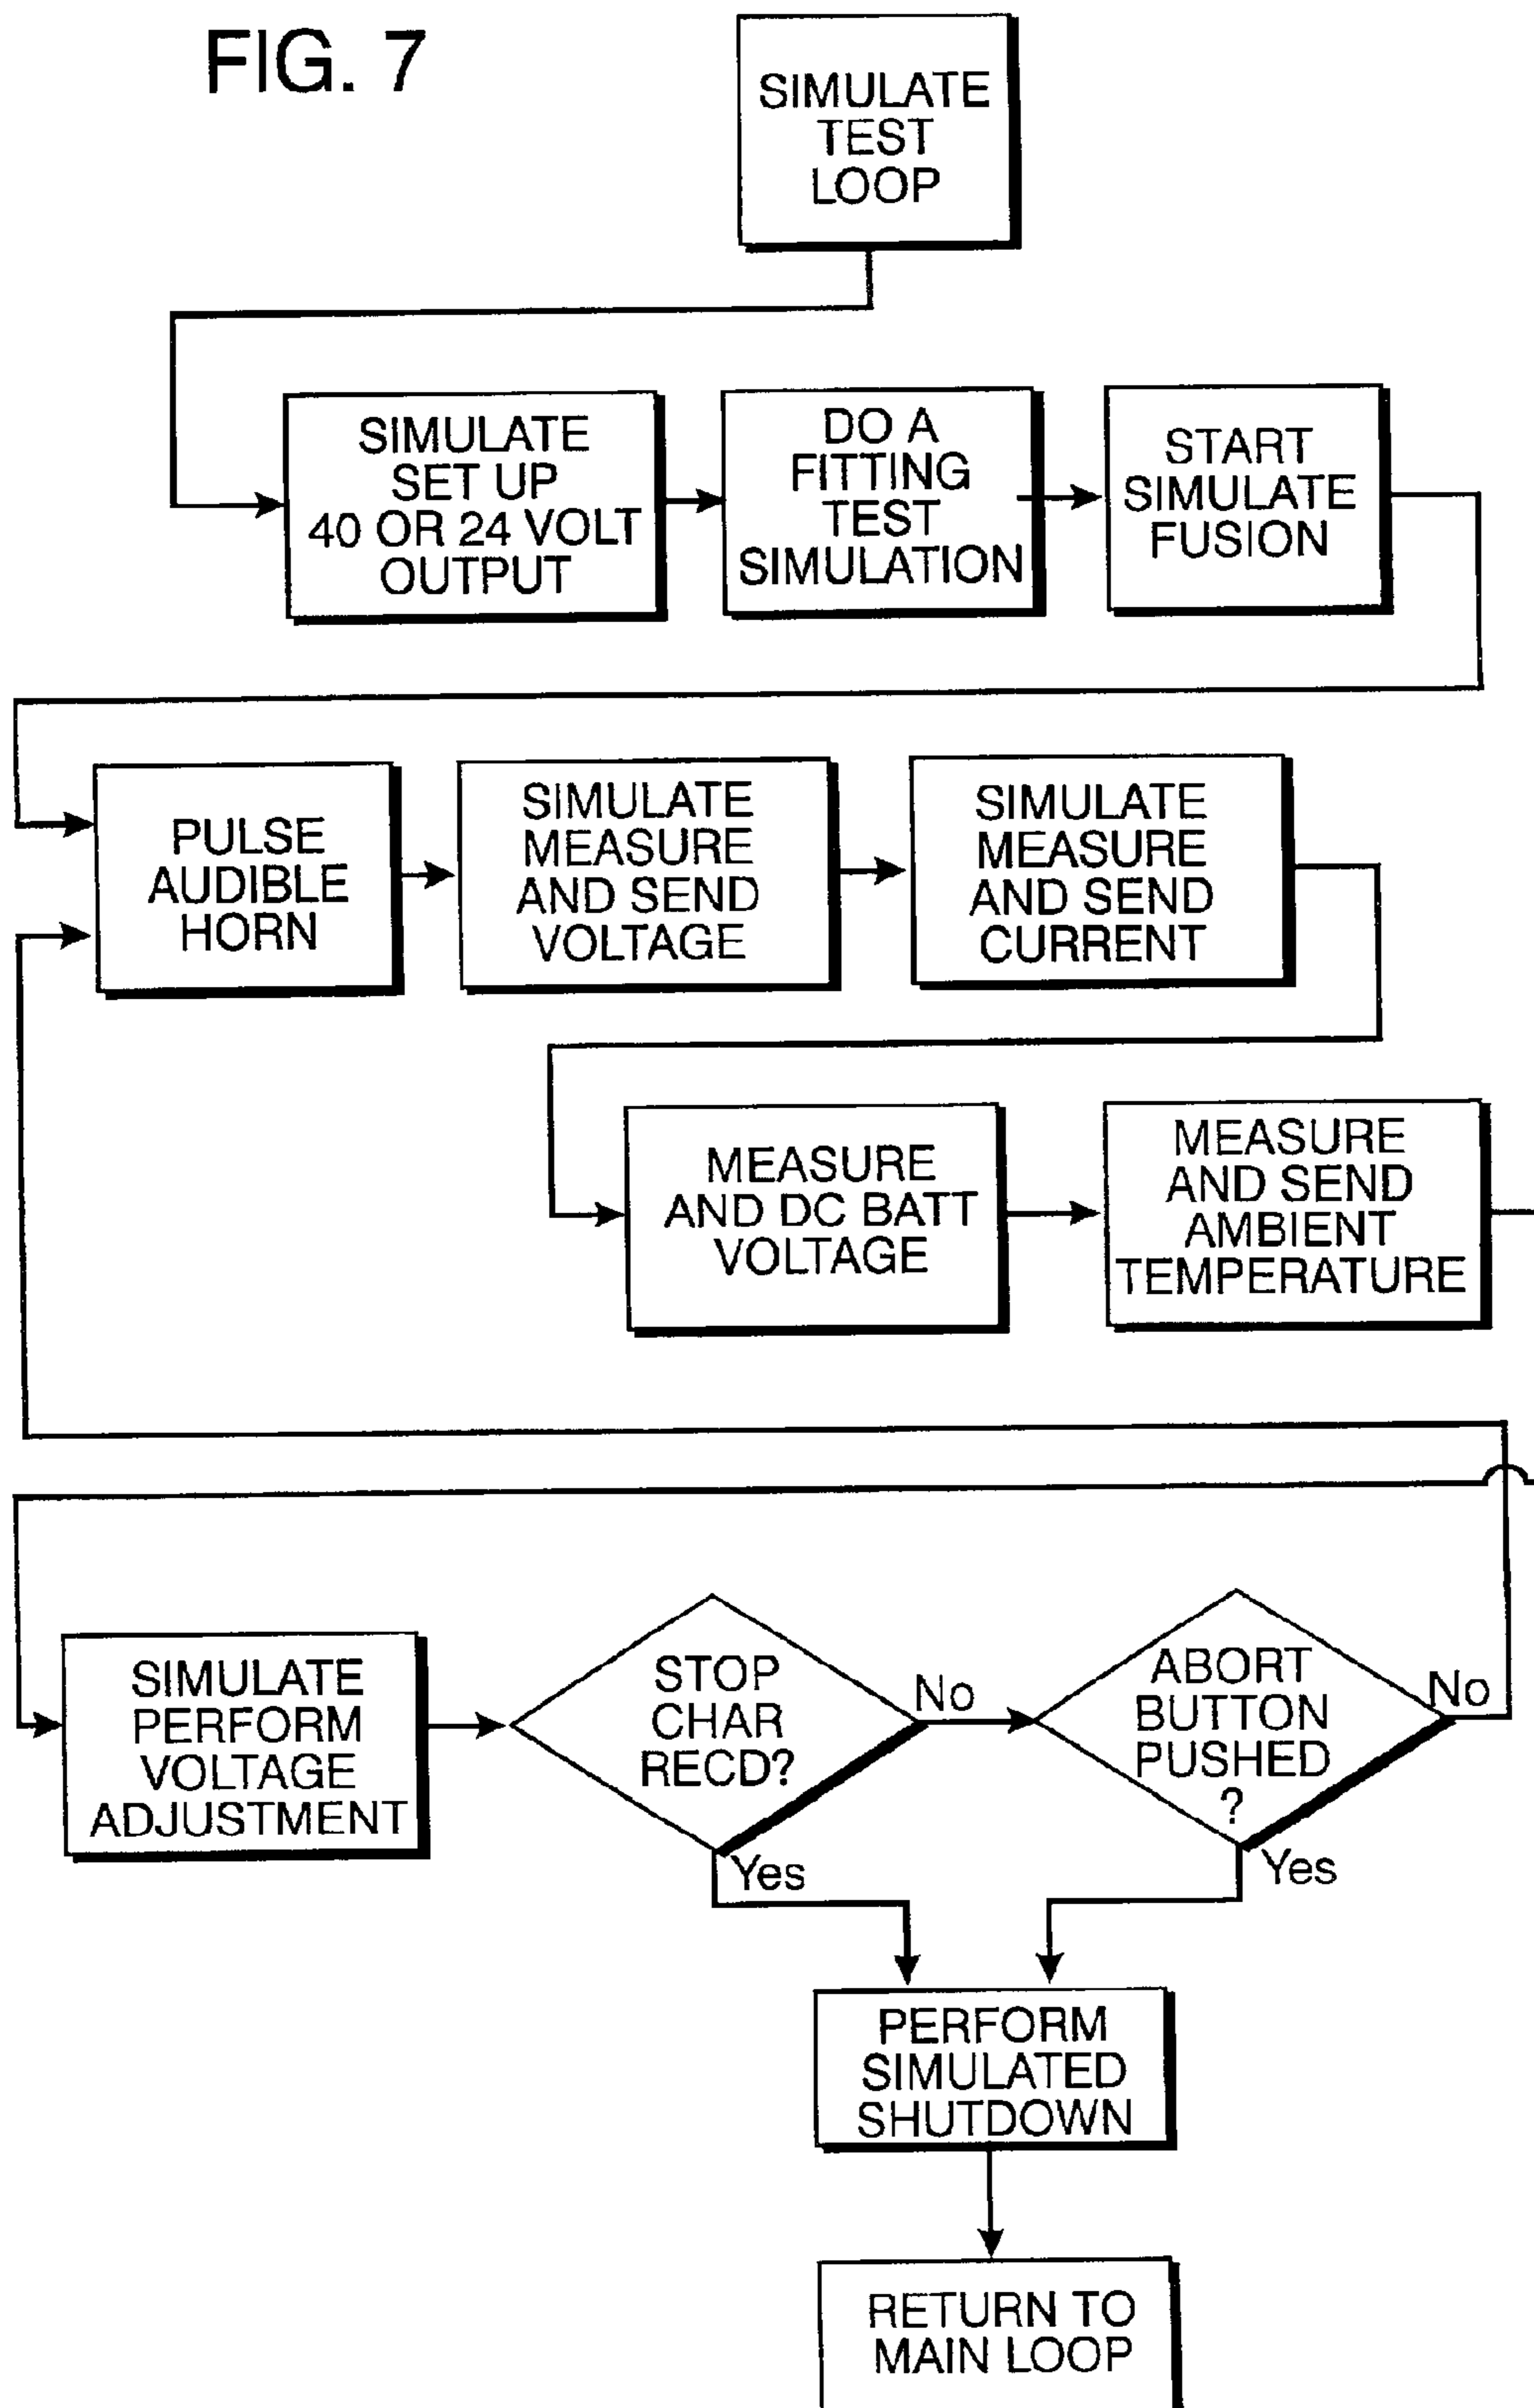 FIG. 7
SIMULATE
TEST
LOOP
SIMULATE
SET UP
40 OR 24 VOLT
OUTPUT
DO A
FITTING
TEST
SIMULATION
START
SIMULATE
FUSION
PULSE
AUDIBLE
HORN
SIMULATE
MEASURE
AND SEND
VOLTAGE
SIMULATE
MEASURE
AND SEND
CURRENT
MEASURE
AND DC BATT
VOLTAGE
MEASURE
AND SEND
AMBIENT
TEMPERATURE
SIMULATE
PERFORM
VOLTAGE
ADJUSTMENT
STOP
CHAR
RECD?
No
Yes
ABORT
BUTTON
PUSHED
?
No
Yes
PERFORM
SIMULATED
SHUTDOWN
RETURN TO
MAIN LOOP